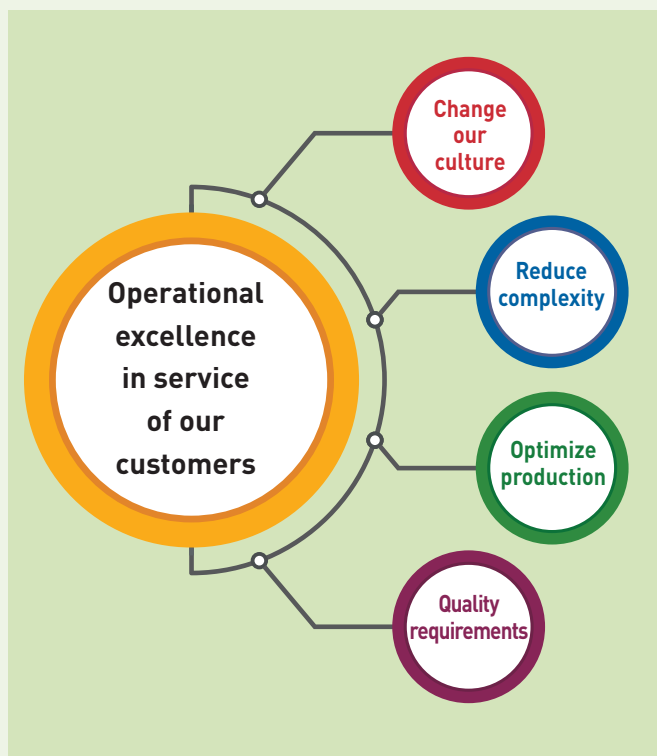 Operational
excellence
in service
of our
customers
Change
our
culture
Reduce
complexity
Optimize
production
Quality
requirements